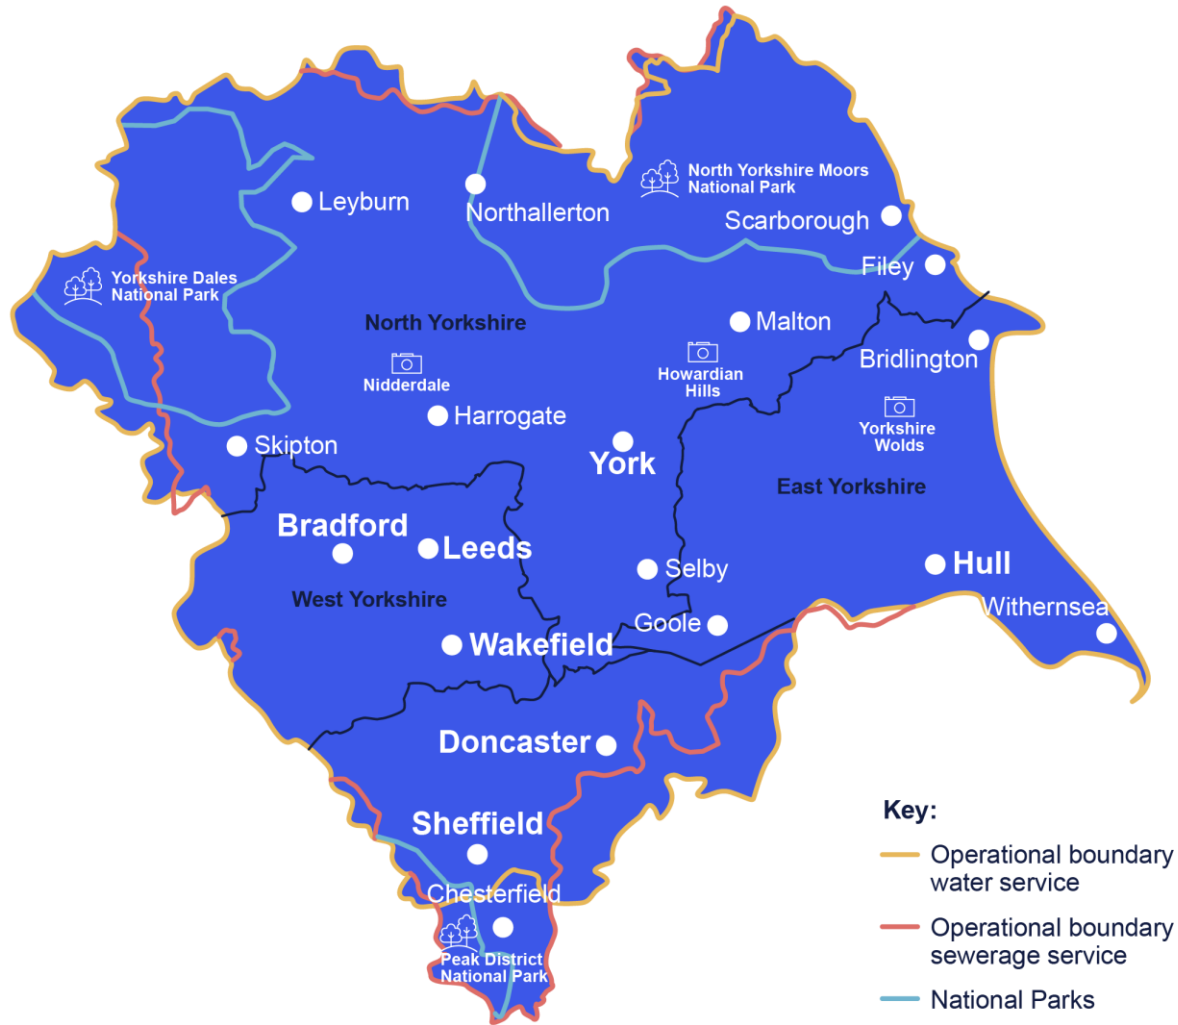 North Yorkshire Moors
National Park
Leyburn
Northallerton
Scarborough
Filey
Yorkshire Dales
National Park
North Yorkshire
Malton
Bridlington
Nidderdale
Howardian
Hills
Harrogate
Yorkshire
Wolds
Skipton
York
East Yorkshire
Bradford
Leeds
Selby
Hull
West Yorkshire
Withernsea
Goole
Wakefield
Doncaster
Sheffield
Chesterfield
Peak District
National Park
Key:
Operational boundary
water service
Operational boundary
sewerage service
National Parks